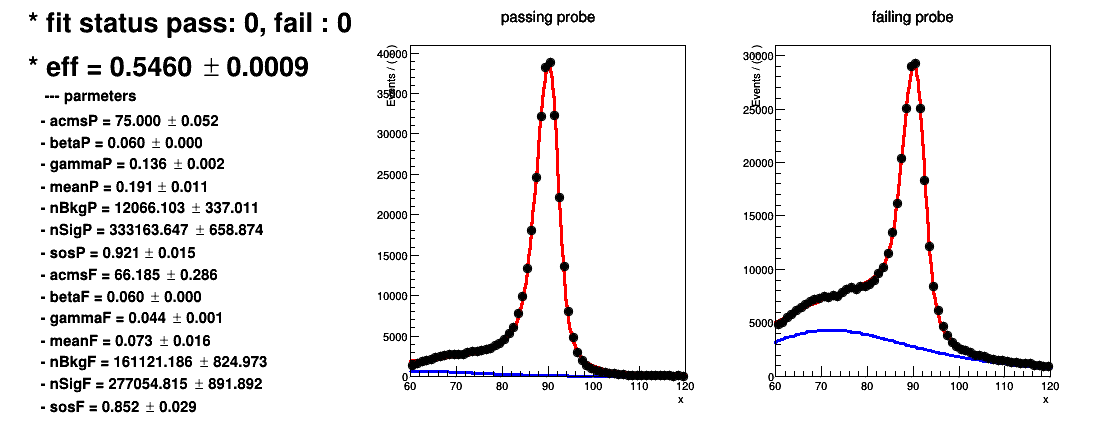 * fit status pass: 0, fail : 0
* eff = 0.5460 ± 0.0009
--- parmeters
- acmsP = 75.000 ± 0.052
- betaP = 0.060 ± 0.000
- gammaP = 0.136 ± 0.002
- meanP = 0.191 ± 0.011
- nBkgP = 12066.103 ± 337.011
- nSigP = 333163.647 ± 658.874
- sosP = 0.921 ± 0.015
- acmsF = 66.185 ± 0.286
- betaF = 0.060 ± 0.000
- gammaF = 0.044 ± 0.001
- meanF = 0.073 ± 0.016
- nBkgF = 161121.186 ± 824.973
- nSigF = 277054.815 ± 891.892
- sosF = 0.852 ± 0.029
passing probe
Events / ( )
40000
35000
30000
25000
20000
15000
10000
5000
0
60 70 80 90 100 110 120
x
failing probe
Events / ( )
30000
25000
20000
15000
10000
5000
0
60 70 80 90 100 110 120
x